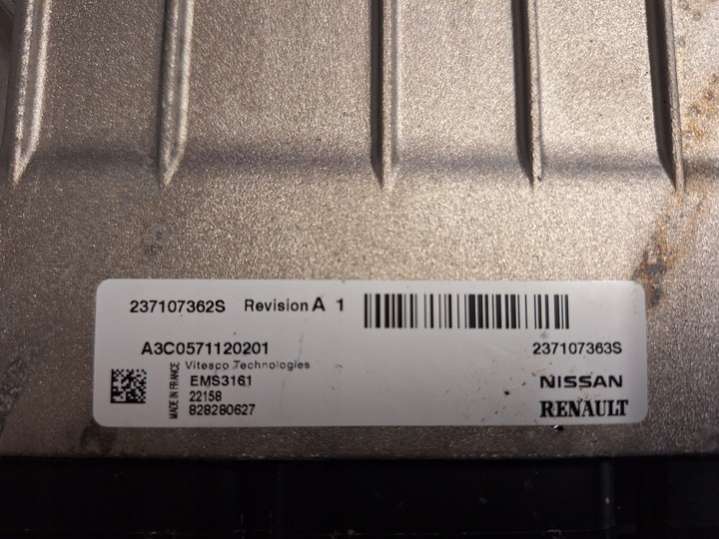 237107362S Revision A 1
A3C0571120201 237107363S
Vitesco Technologies
MADE IN FRANCE
EMS3161 NISSAN
22158 RENAULT
828280627